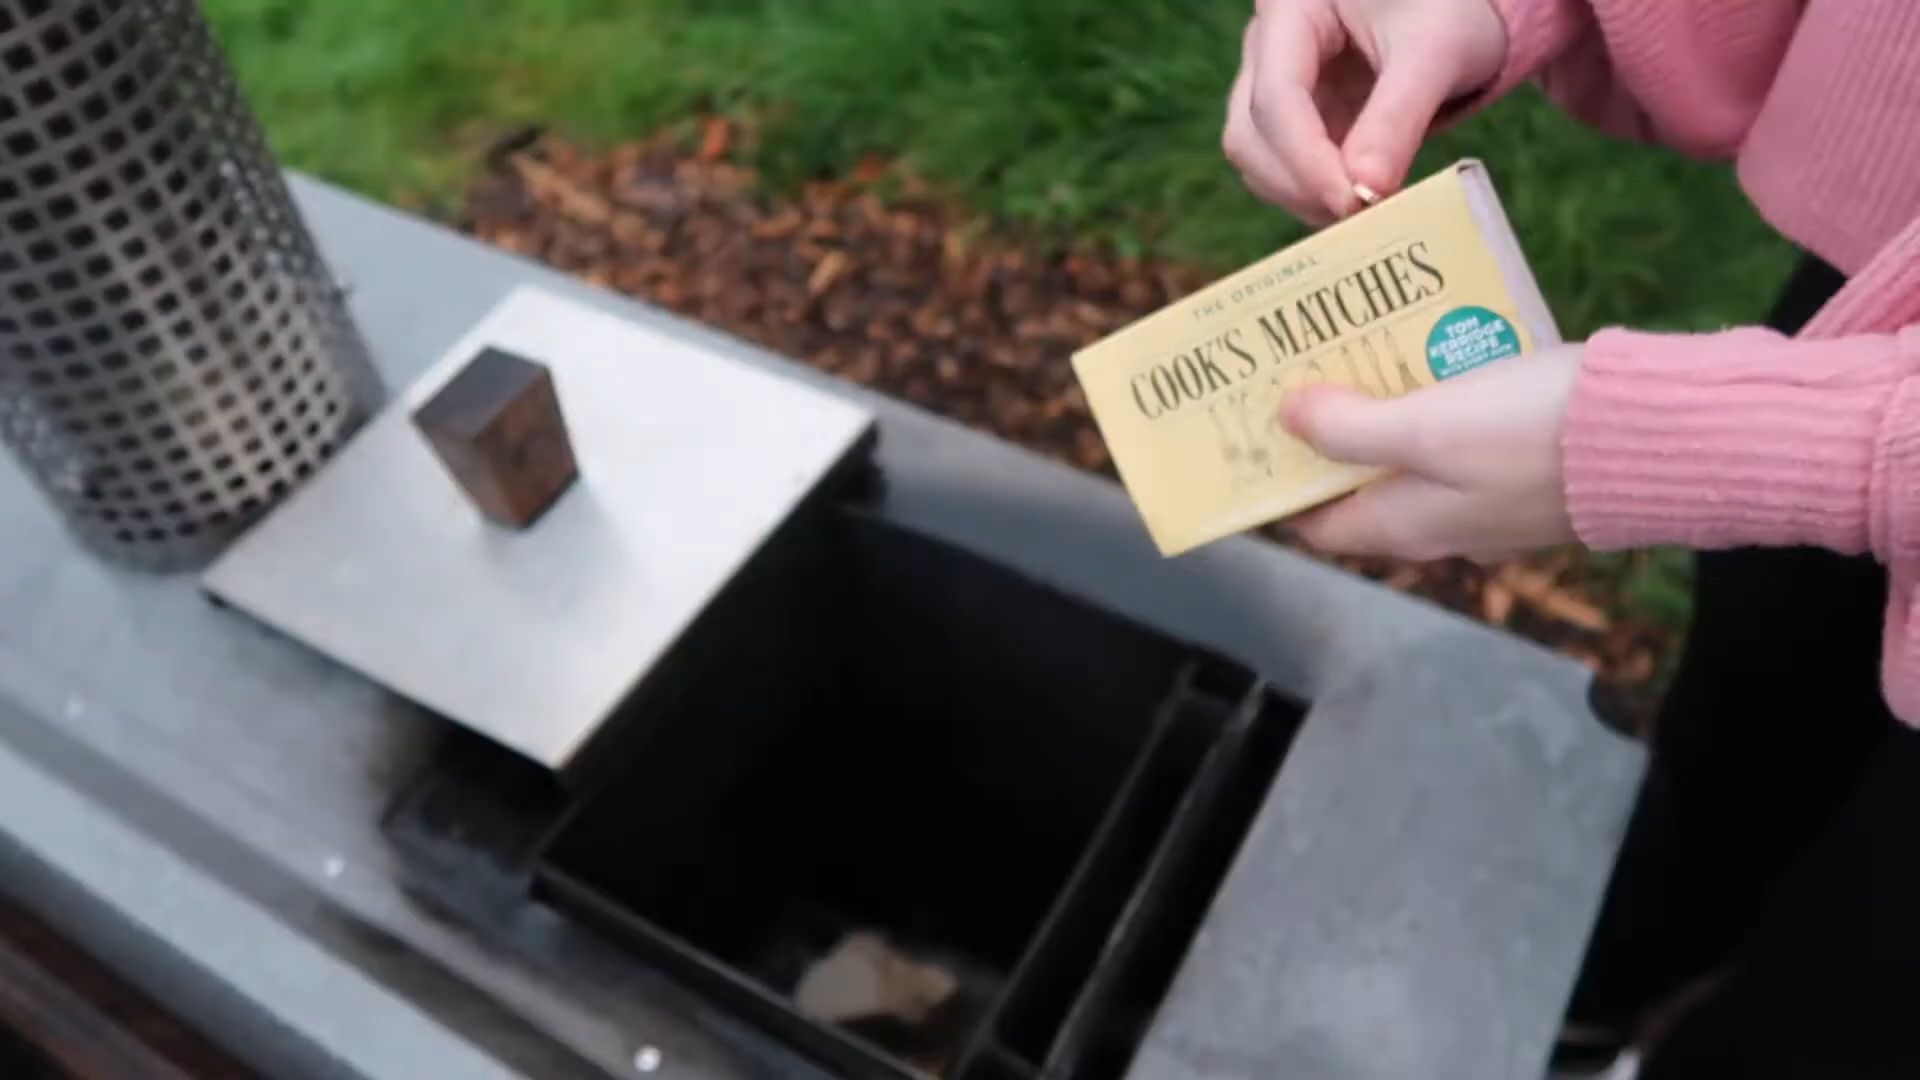 THE ORIGINAL
COOK'S MATCHES
TOM
KERRIDGE
RECIPE